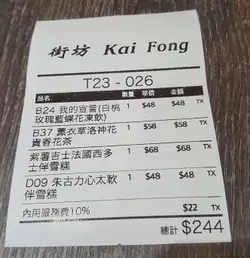 街坊 Kai Fong
T23 - 026
品名 數量 單價 金額
B24 我的宣言(白桃 1 $48 $48 TX
玫瑰藍蝶花凍飲)
B37 薰衣草洛神花 1 $58 $58 TX
貴香花茶
紫薯吉士法國西多 1 $68 $68 TX
士伴雪糕
D09 朱古力心太軟 1 $48 $48 TX
伴雪糕
內用服務費10% $22 TX
總計 $244